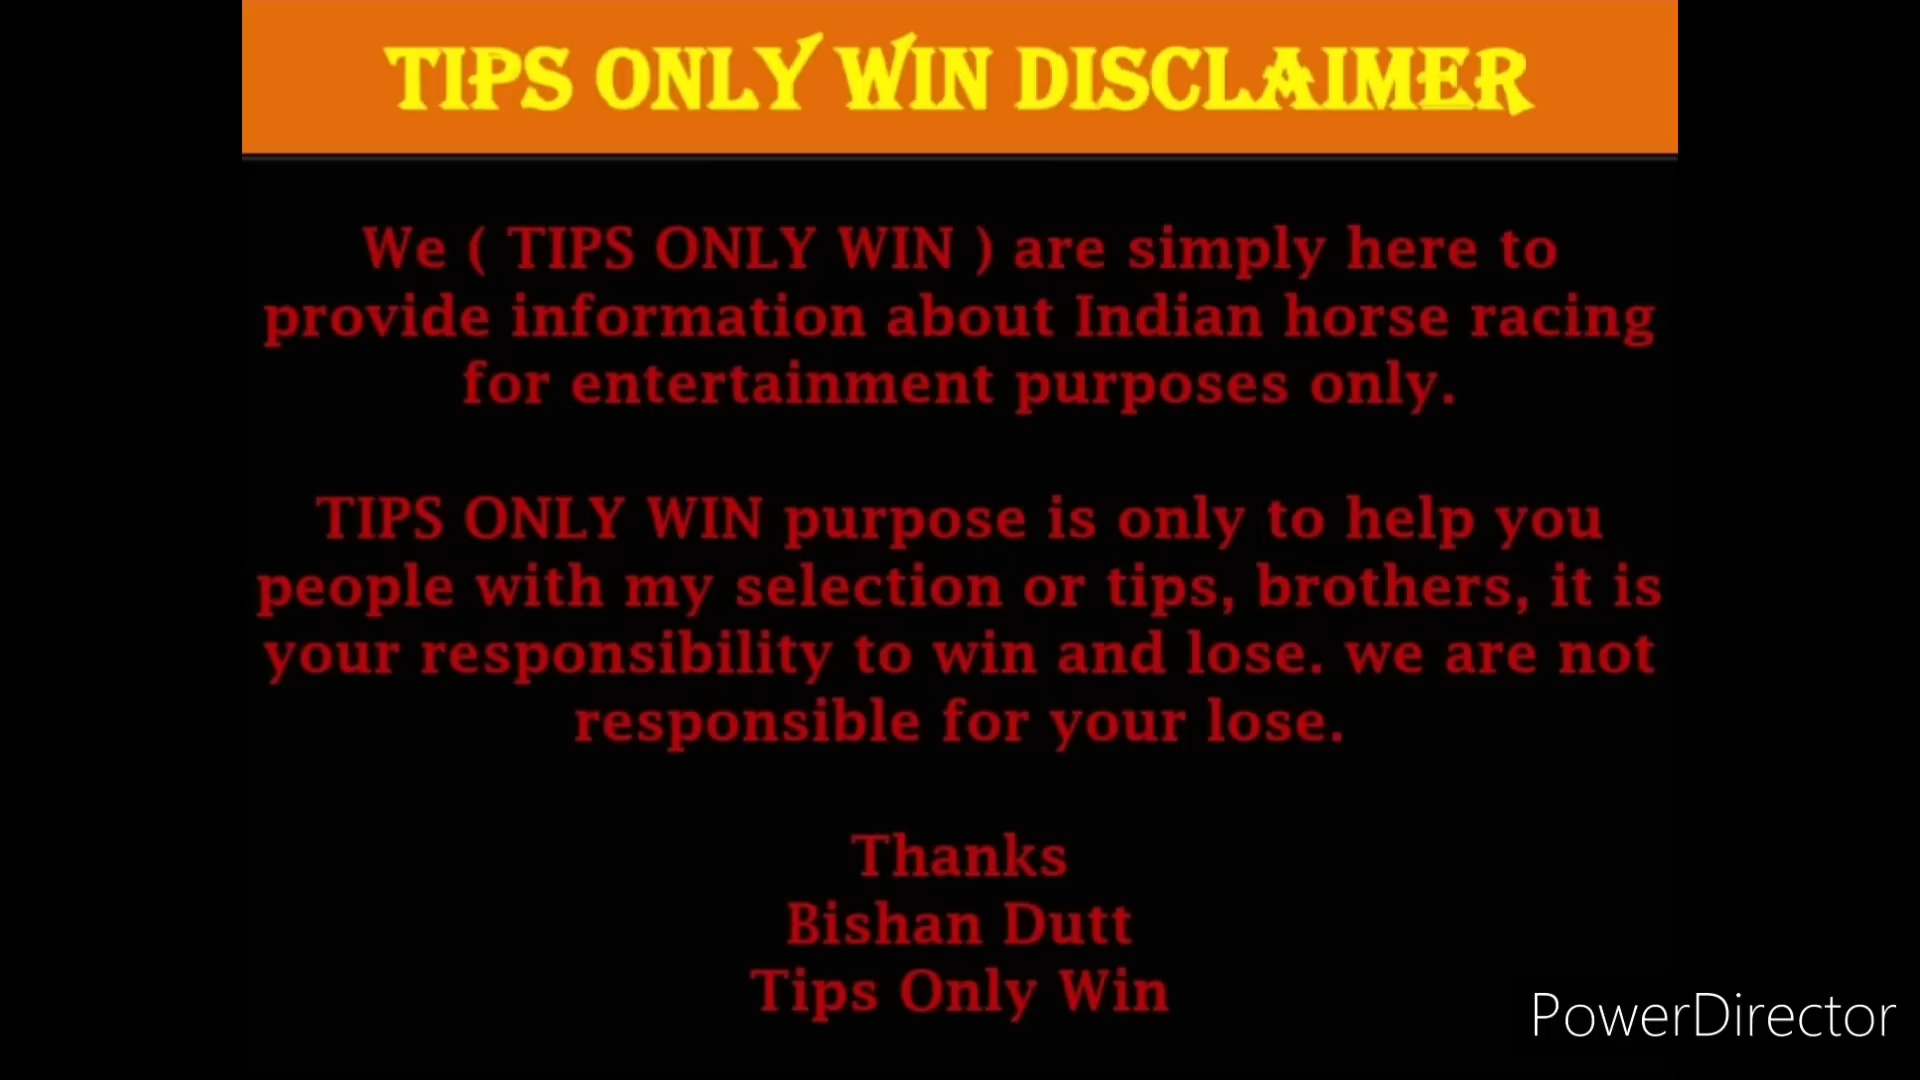 TIPS ONLY WIN DISCLAIMER
We ( TIPS ONLY WIN ) are simply here to
provide information about Indian horse racing
for entertainment purposes only.
TIPS ONLY WIN purpose is only to help you
people with my selection or tips, brothers, it is
your responsibility to win and lose. we are not
responsible for your lose.
Thanks
Bishan Dutt
Tips Only Win
PowerDirector